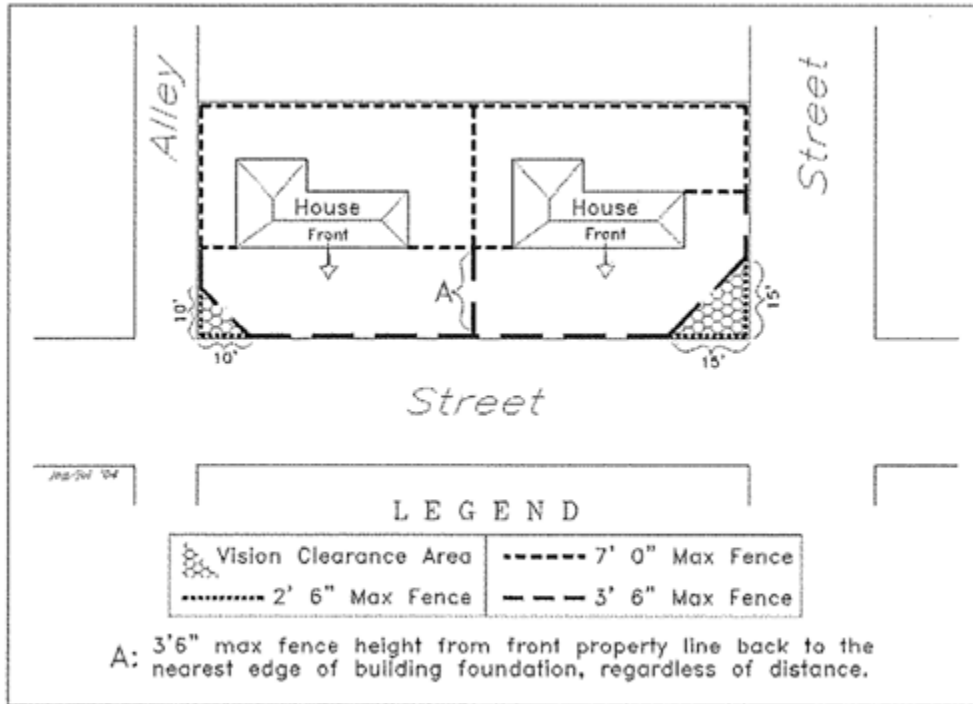 Alley
Street
House
Front
House
Front
A
10'
10'
15'
15'
Street
LEGEND
Vision Clearance Area
7' 0" Max Fence
2' 6" Max Fence
3' 6" Max Fence
A: 3'6" max fence height from front property line back to the
nearest edge of building foundation, regardless of distance.